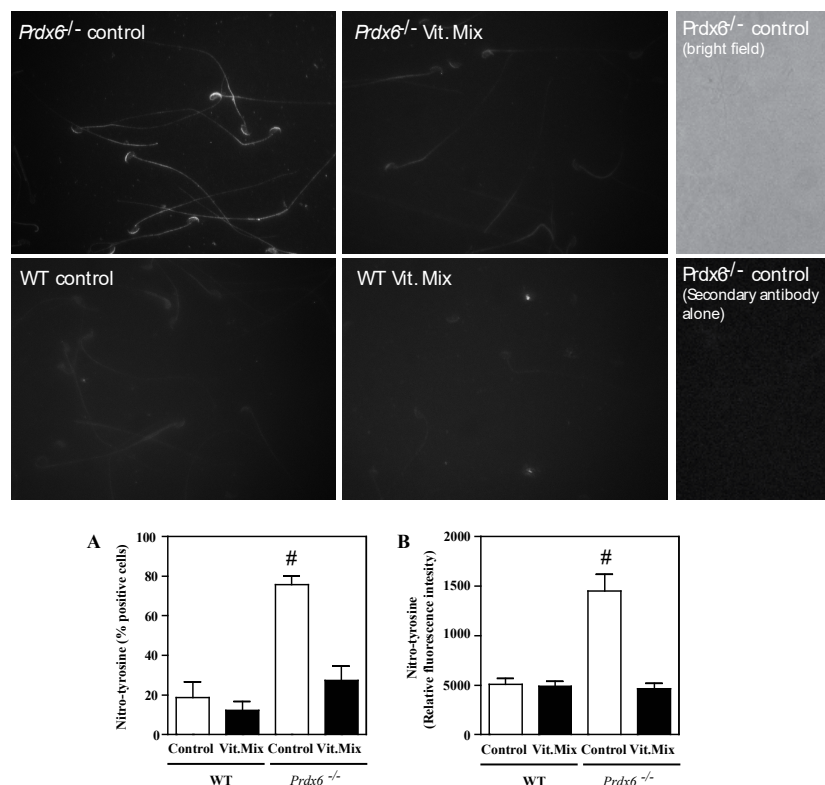 Prdx6-/- control
Prdx6-/- Vit. Mix
Prdx6-/- control
(bright field)
WT control
WT Vit. Mix
Prdx6-/- control
(Secondary antibody
alone)
A
Nitro-tyrosine (% positive cells)
100
80
60
40
20
0
#
Control Vit.Mix Control Vit.Mix
WT
Prdx6 -/-
B
Nitro-tyrosine
(Relative fluorescence intesity)
2000
1500
1000
5000
0
#
Control Vit.Mix Control Vit.Mix
WT
Prdx6 -/-